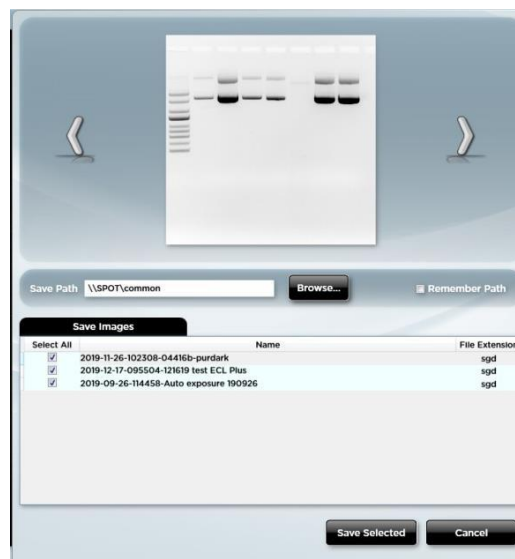 Save Path \\SPOT\common Browse... Remember Path
Save Images
Select All Name File Extension
2019-11-26-102308-04416b-purdark sgd
2019-12-17-095504-121619 test ECL Plus sgd
2019-09-26-114458-Auto exposure 190926 sgd
Save Selected Cancel